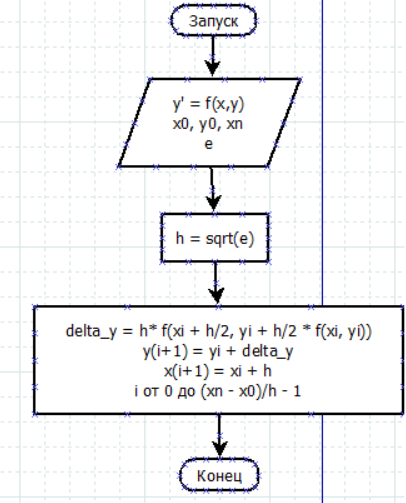 Запуск
y' = f(x,y)
x0, y0, xn
e
h = sqrt(e)
delta_y = h* f(xi + h/2, yi + h/2 * f(xi, yi))
y(i+1) = yi + delta_y
x(i+1) = xi + h
i от 0 до (xn - x0)/h - 1
Конец